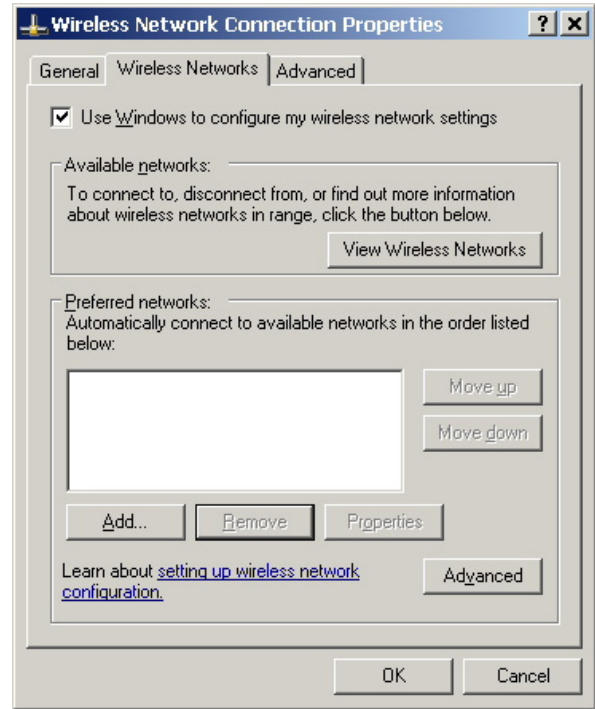 Wireless Network Connection Properties
General
Wireless Networks
Advanced
Use Windows to configure my wireless network settings
Available networks:
To connect to, disconnect from, or find out more information
about wireless networks in range, click the button below.
View Wireless Networks
Preferred networks:
Automatically connect to available networks in the order listed
below:
Move up
Move down
Add...
Remove
Properties
Learn about setting up wireless network
configuration.
Advanced
OK
Cancel